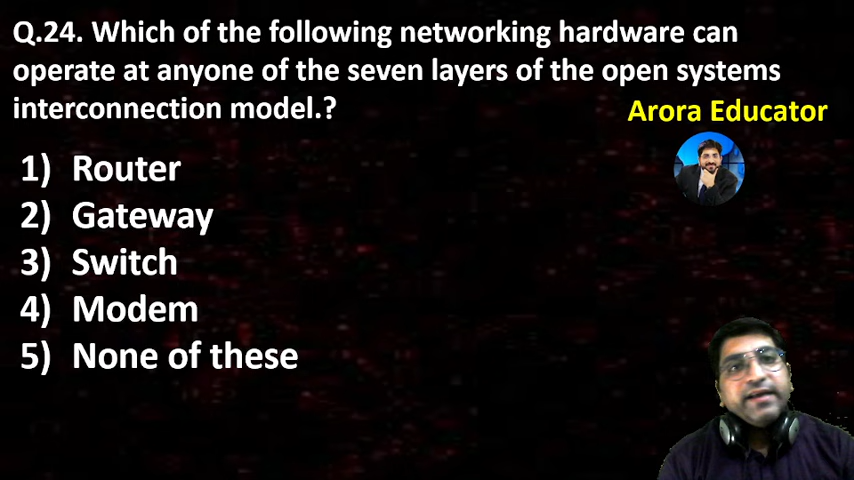 Q.24. Which of the following networking hardware can
operate at anyone of the seven layers of the open systems
interconnection model.?
Arora Educator
1) Router
2) Gateway
3) Switch
4) Modem
5) None of these